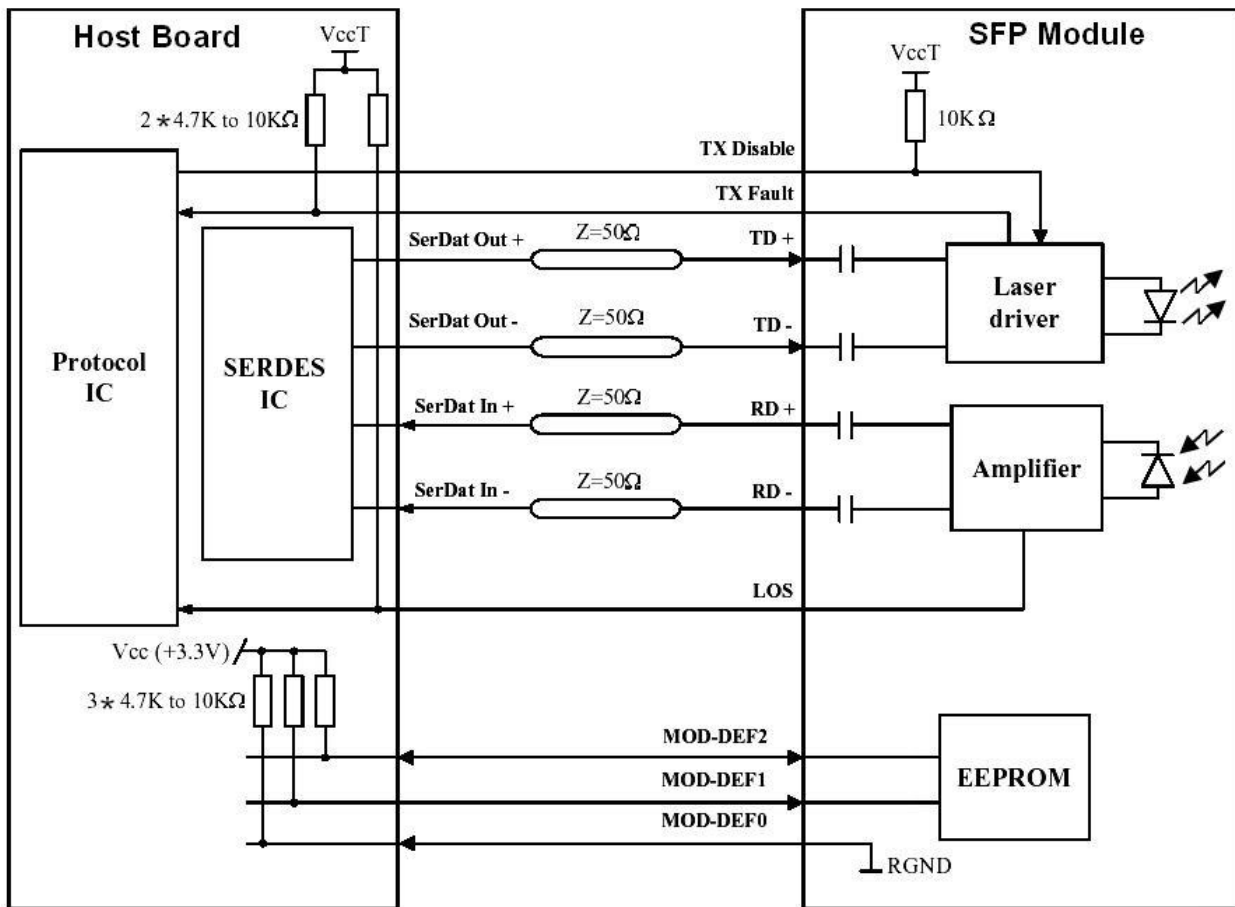 Host Board
SFP Module
VccT
VccT
2*4.7K to 10KΩ
10KΩ
TX Disable
TX Fault
SerDat Out +
Z=50Ω
TD +
Laser
driver
SerDat Out -
Z=50Ω
TD -
Protocol
IC
SERDES
IC
SerDat In +
Z=50Ω
RD +
Amplifier
SerDat In -
Z=50Ω
RD -
LOS
Vcc (+3.3V)
3*4.7K to 10KΩ
MOD-DEF2
EEPROM
MOD-DEF1
MOD-DEF0
RGND